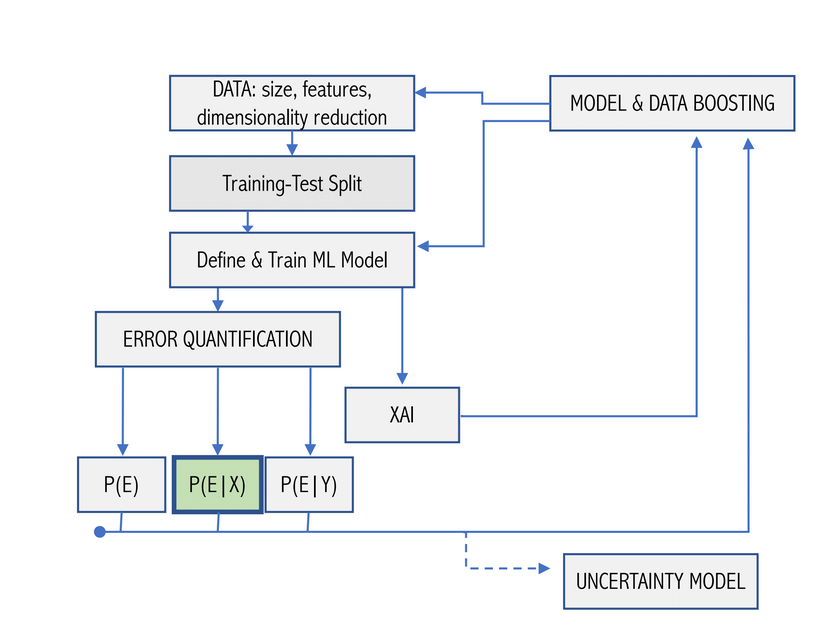 DATA: size, features,
dimensionality reduction
MODEL & DATA BOOSTING
Training-Test Split
Define & Train ML Model
ERROR QUANTIFICATION
XAI
P(E)
P(E|X)
P(E|Y)
UNCERTAINTY MODEL